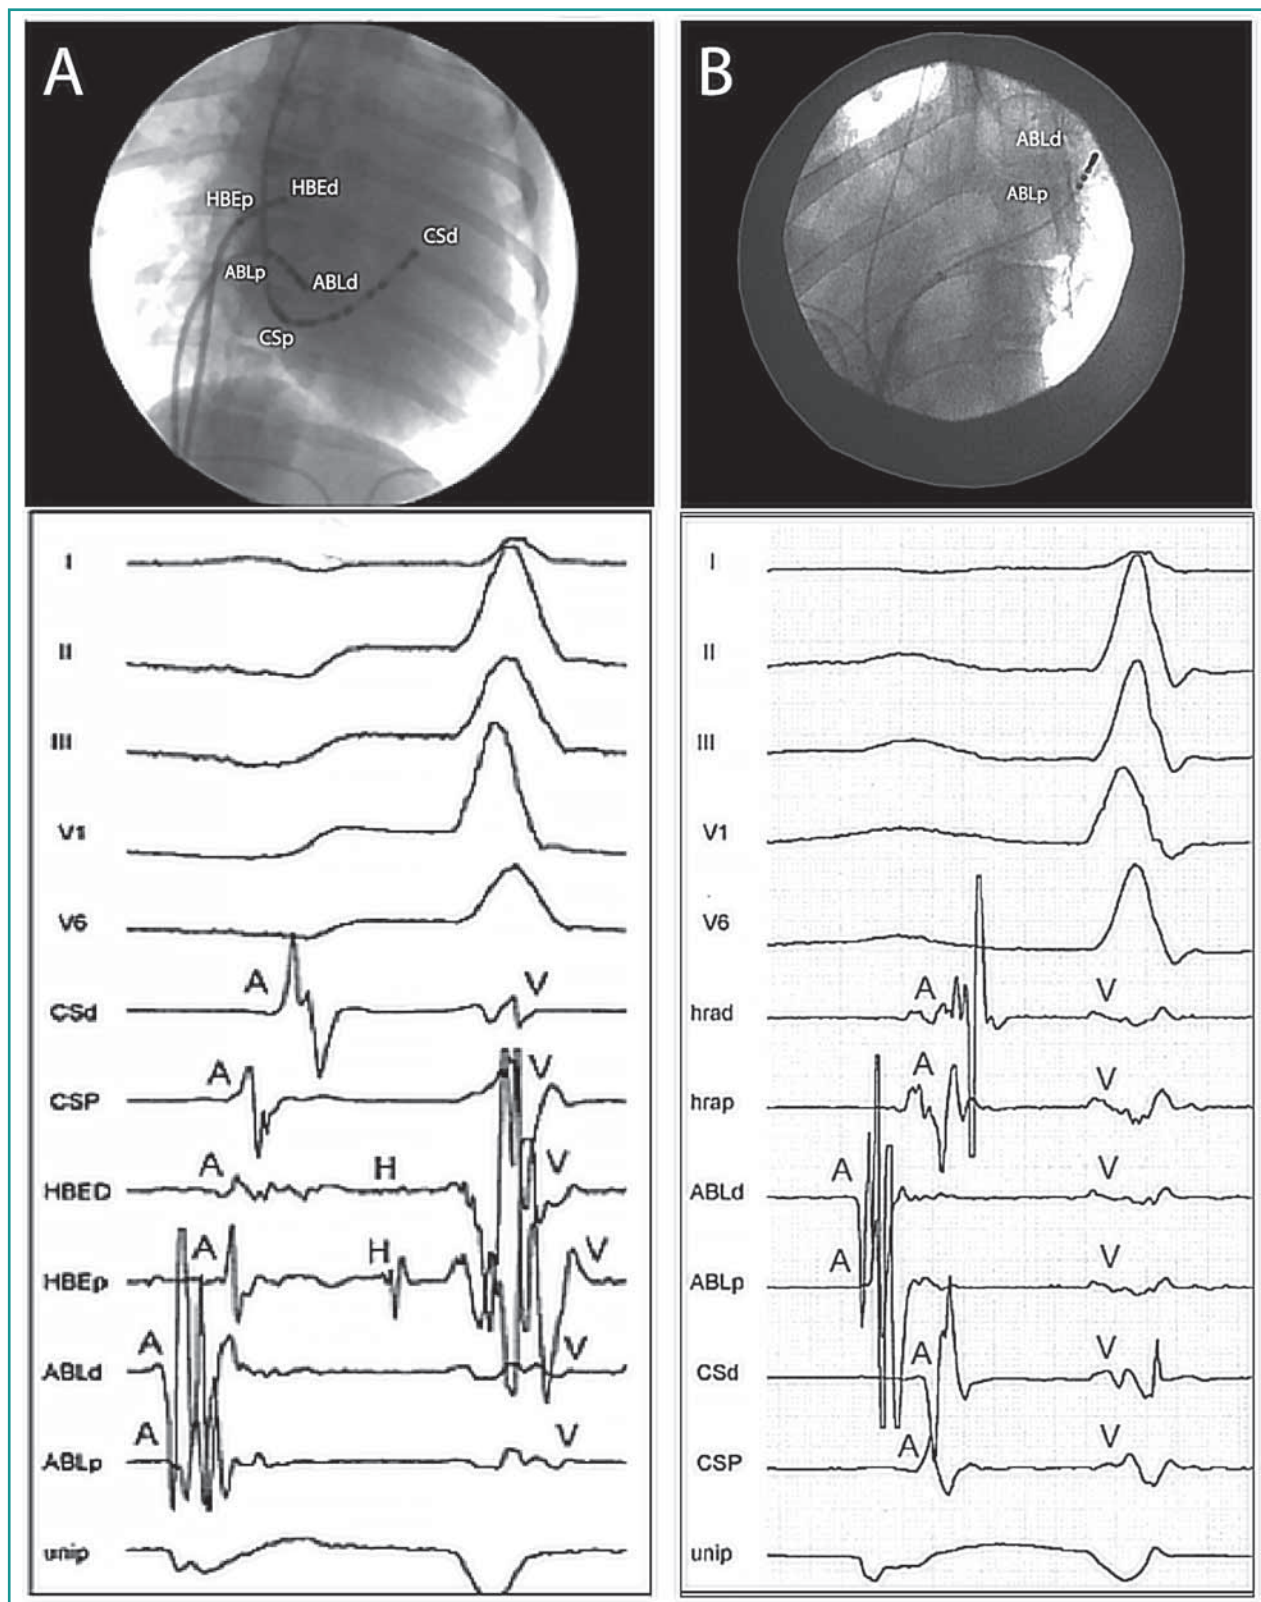 A
HBEp
HBEd
CSd
ABLp
ABLd
CSp
I
II
III
V1
V6
A
V
CSd
A
V
CSP
A
H
V
HBED
A
H
V
HBEp
A
V
ABLd
A
V
ABLp
unip
B
ABLd
ABLp
I
II
III
V1
V6
A
V
hrad
A
V
hrap
A
V
ABLd
A
V
ABLp
A
V
CSd
A
V
CSP
unip